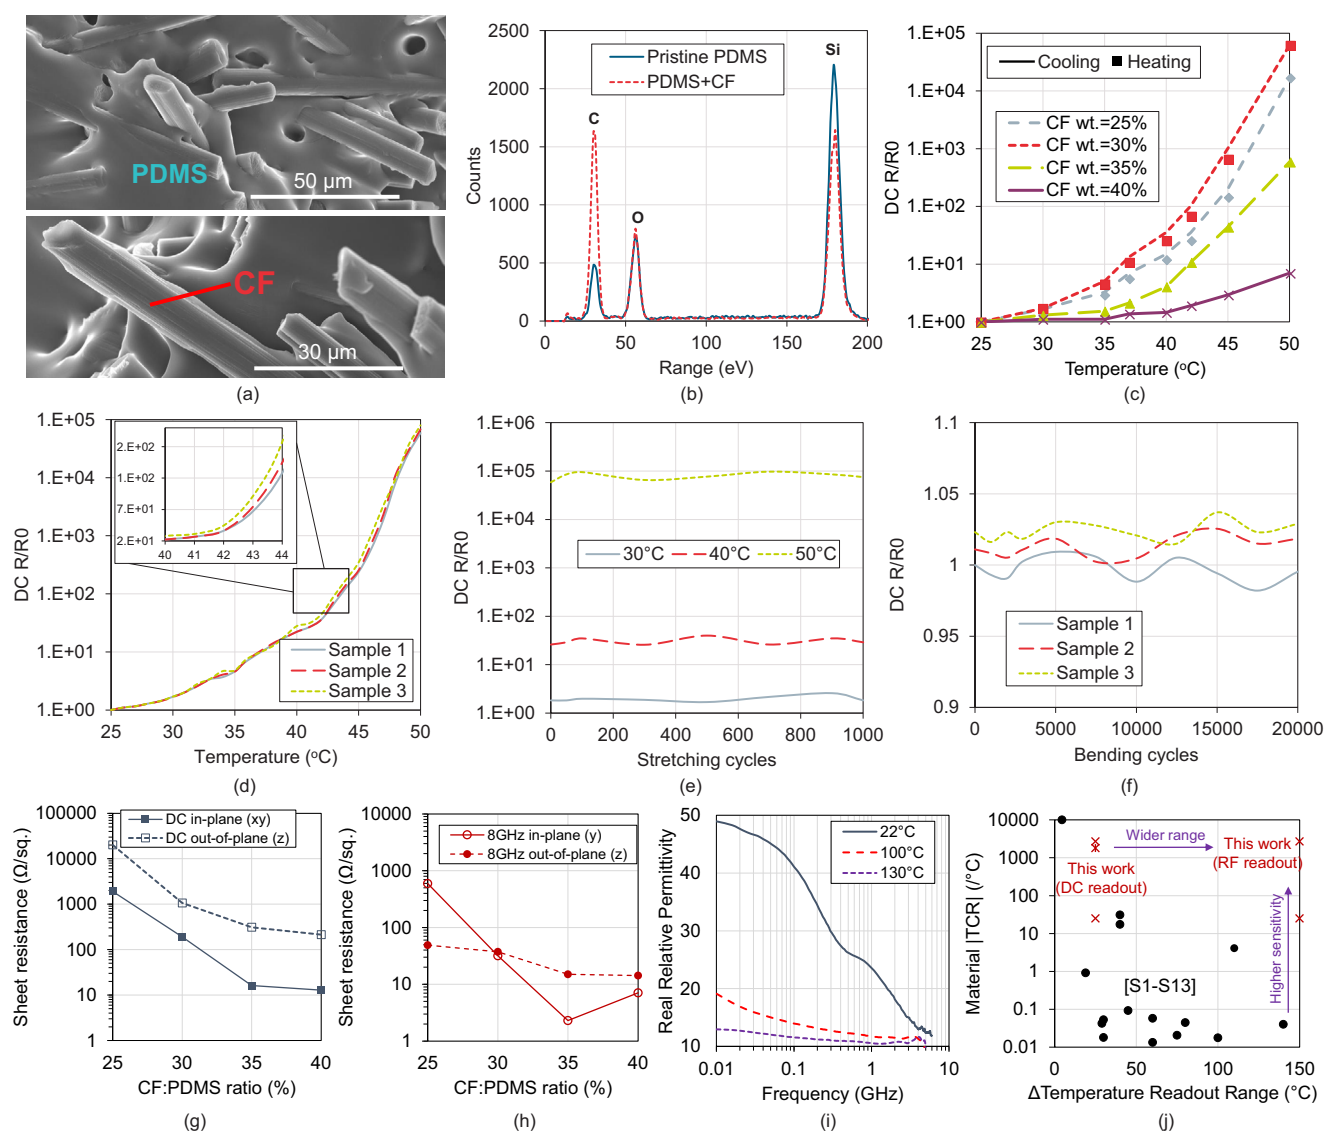 PDMS
50 µm
CF
30 µm
(a)
2500
2000
1500
1000
500
0
Counts
Pristine PDMS
PDMS+CF
C
O
Si
0
50
100
150
200
Range (eV)
(b)
1.E+05
1.E+04
1.E+03
1.E+02
1.E+01
1.E+00
DC R/R0
Cooling
Heating
CF wt.=25%
CF wt.=30%
CF wt.=35%
CF wt.=40%
25
30
35
40
45
50
Temperature (°C)
(c)
1.E+05
1.E+04
1.E+03
1.E+02
1.E+01
1.E+00
DC R/R0
2.E+02
1.E+02
7.E+01
2.E+01
40
41
42
43
44
Sample 1
Sample 2
Sample 3
25
30
35
40
45
50
Temperature (°C)
(d)
1.E+06
1.E+05
1.E+04
1.E+03
1.E+02
1.E+01
1.E+00
DC R/R0
30°C
40°C
50°C
0
200
400
600
800
1000
Stretching cycles
(e)
1.1
1.05
1
0.95
0.9
DC R/R0
Sample 1
Sample 2
Sample 3
0
5000
10000
15000
20000
Bending cycles
(f)
100000
10000
1000
100
10
1
Sheet resistance (Ω/sq.)
DC in-plane (xy)
DC out-of-plane (z)
25
30
35
40
CF:PDMS ratio (%)
(g)
10000
1000
100
10
1
Sheet resistance (Ω/sq.)
8GHz in-plane (y)
8GHz out-of-plane (z)
25
30
35
40
CF:PDMS ratio (%)
(h)
50
40
30
20
10
Real Relative Permittivity
22°C
100°C
130°C
0.01
0.1
1
10
Frequency (GHz)
(i)
10000
1000
100
10
1
0.1
0.01
Material |TCR| (/°C)
Wider range
This work
(DC readout)
This work
(RF readout)
Higher sensitivity
[S1-S13]
0
50
100
150
ΔTemperature Readout Range (°C)
(j)